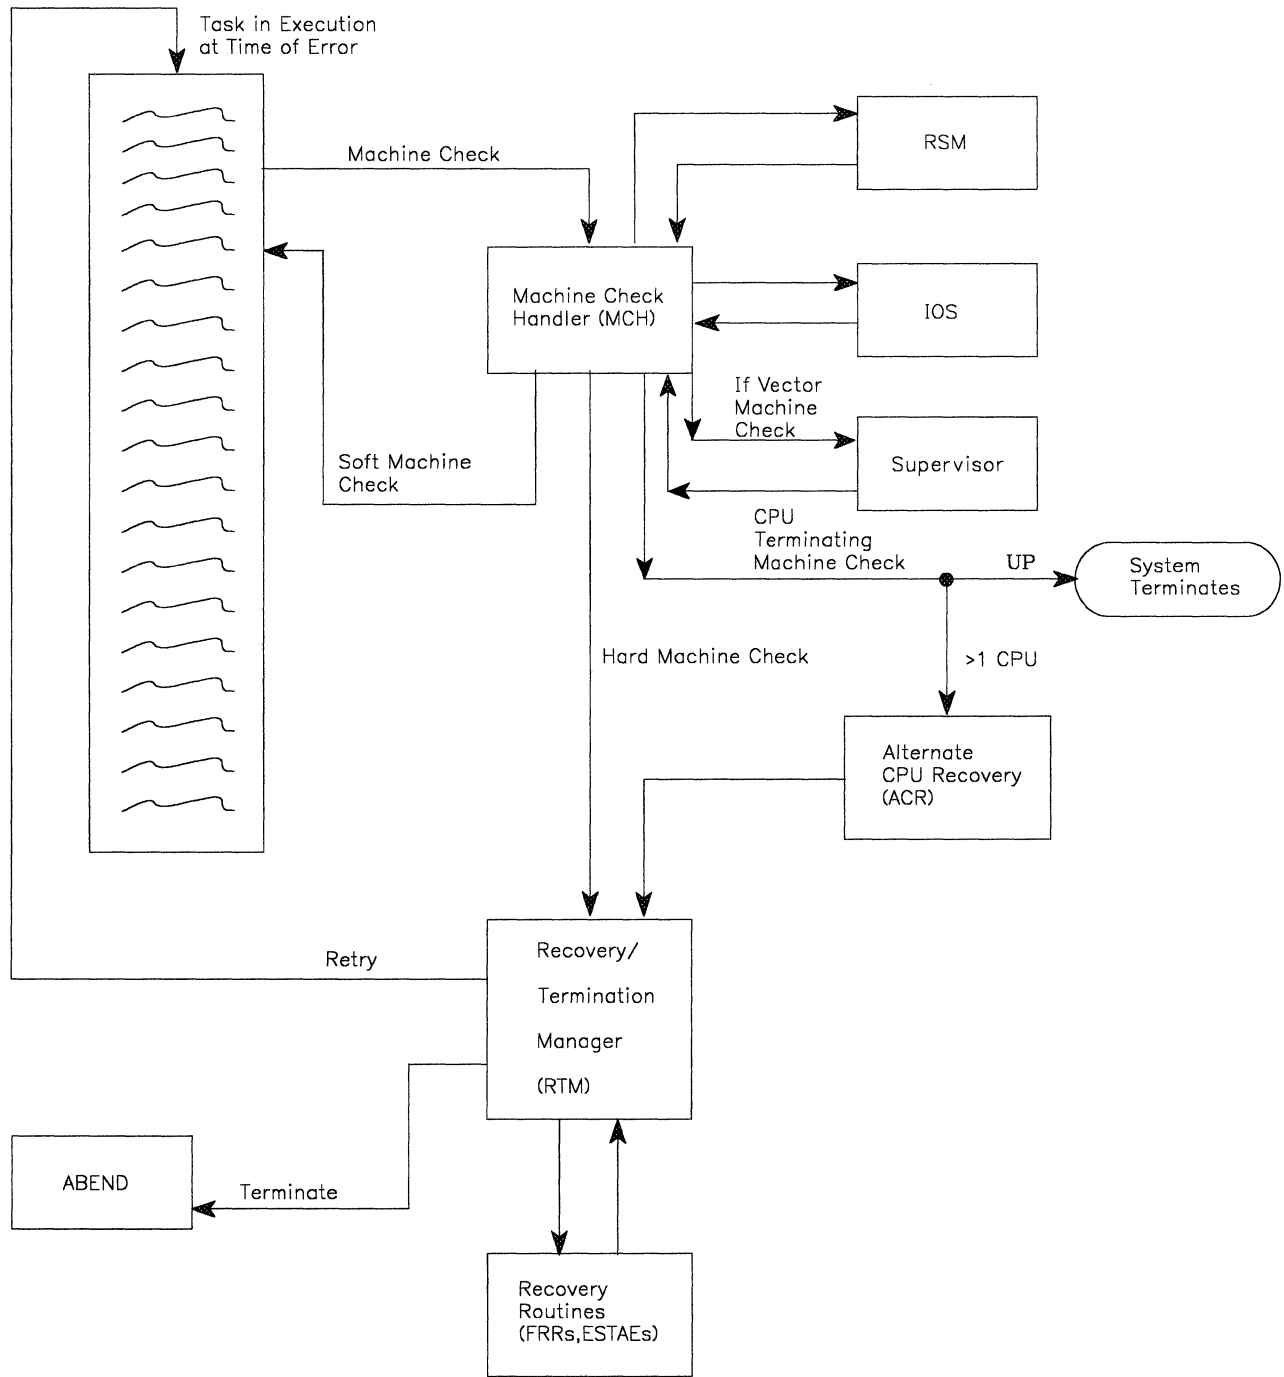 Task in Execution
at Time of Error
Machine Check
RSM
Machine Check
Handler (MCH)
IOS
If Vector
Machine
Check
Supervisor
Soft Machine
Check
CPU
Terminating
Machine Check
UP
System
Terminates
Hard Machine Check
>1 CPU
Alternate
CPU Recovery
(ACR)
Retry
Recovery/
Termination
Manager
(RTM)
ABEND
Terminate
Recovery
Routines
(FRRs,ESTAEs)